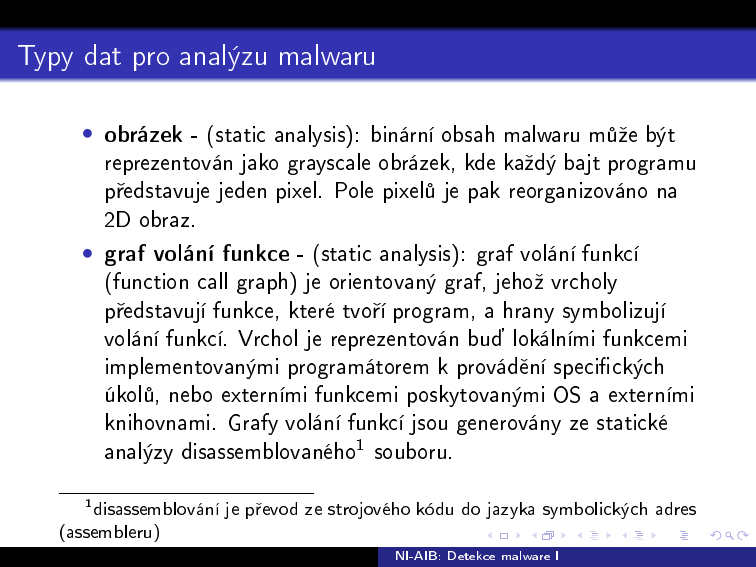 Typy dat pro analýzu malwaru
• obrázek - (static analysis): binární obsah malwaru může být
reprezentován jako grayscale obrázek, kde každý bajt programu
představuje jeden pixel. Pole pixelů je pak reorganizováno na
2D obraz.
• graf volání funkce - (static analysis): graf volání funkcí
(function call graph) je orientovaný graf, jehož vrcholy
představují funkce, které tvoří program, a hrany symbolizují
volání funkcí. Vrchol je reprezentován buď lokálními funkcemi
implementovanými programátorem k provádění specifických
úkolů, nebo externími funkcemi poskytovanými OS a externími
knihovnami. Grafy volání funkcí jsou generovány ze statické
analýzy disassemblovaného¹ souboru.
¹disassemblování je převod ze strojového kódu do jazyka symbolických adres
(assembleru)
NI-AIB: Detekce malware I